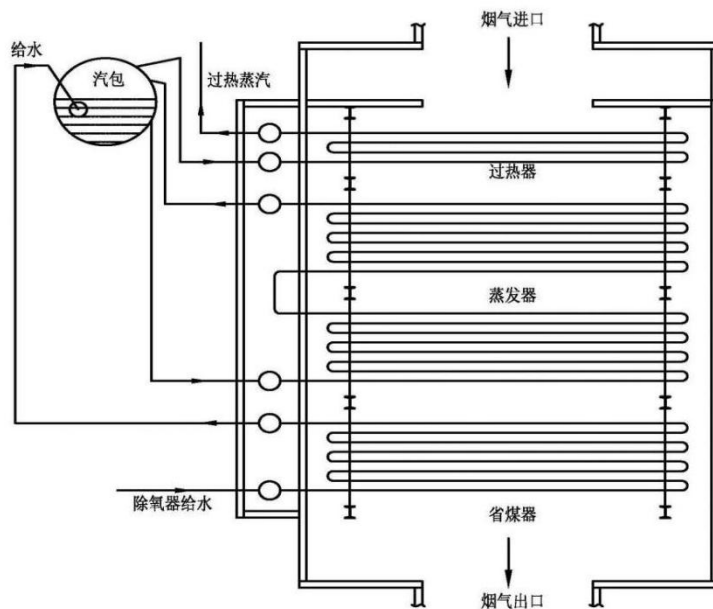 烟气进口
给水
汽包
过热蒸汽
过热器
蒸发器
除氧器给水
省煤器
烟气出口